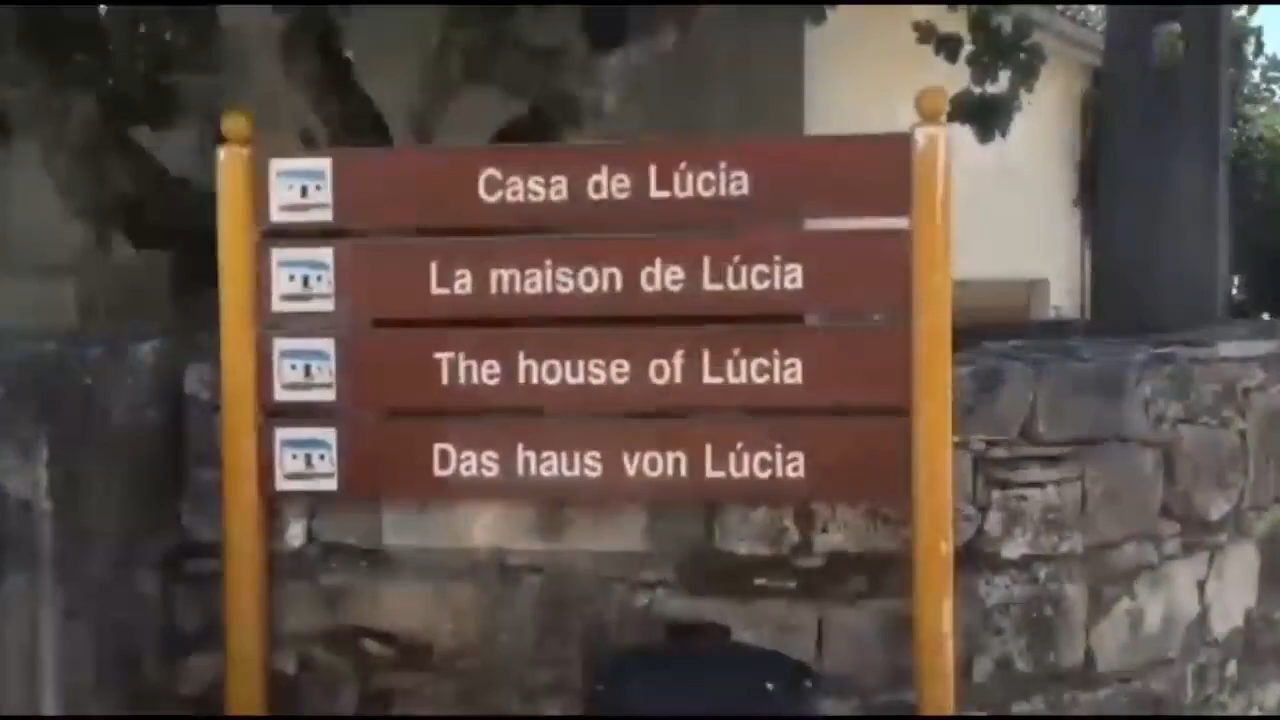 Casa de Lúcia
La maison de Lúcia
The house of Lúcia
Das haus von Lúcia